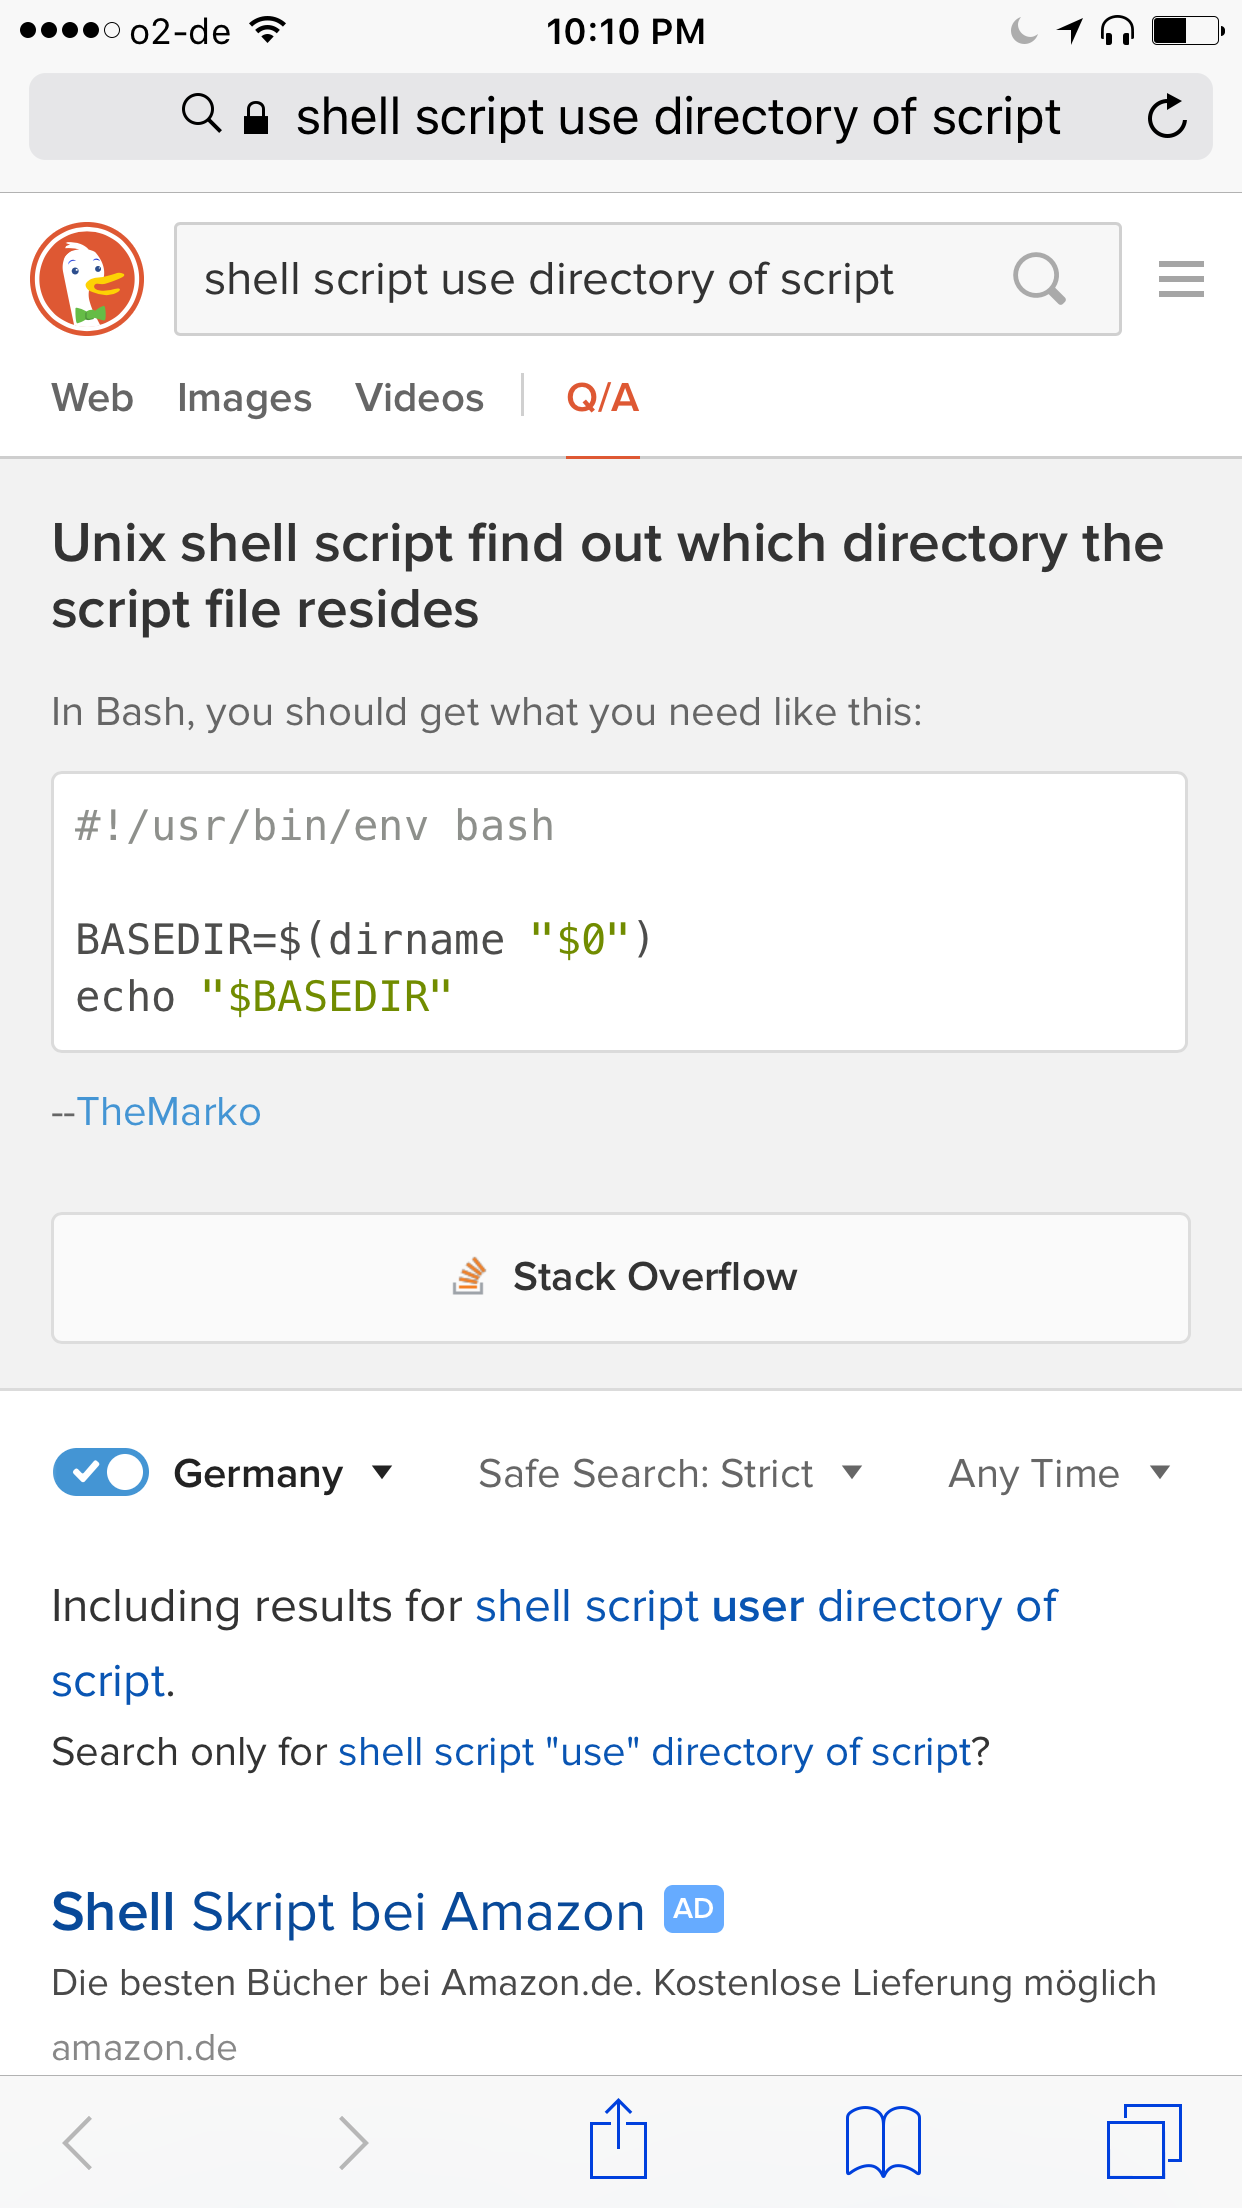 o2-de 10:10 PM
shell script use directory of script
shell script use directory of script
Web Images Videos Q/A
Unix shell script find out which directory the
script file resides
In Bash, you should get what you need like this:
#!/usr/bin/env bash
BASEDIR=$(dirname "$0")
echo "$BASEDIR"
--TheMarko
Stack Overflow
Germany Safe Search: Strict Any Time
Including results for shell script user directory of
script.
Search only for shell script "use" directory of script?
Shell Skript bei Amazon AD
Die besten Bücher bei Amazon.de. Kostenlose Lieferung möglich
amazon.de